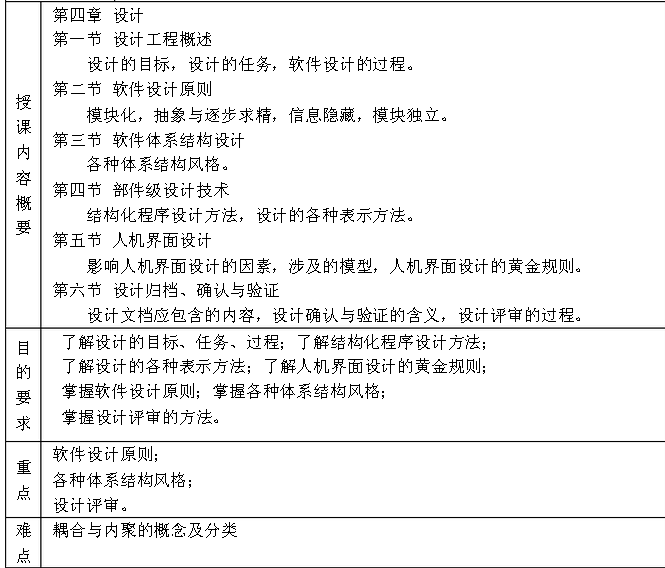 授课内容概要
第四章 设计
第一节 设计工程概述
设计的目标，设计的任务，软件设计的过程。
第二节 软件设计原则
模块化，抽象与逐步求精，信息隐藏，模块独立。
第三节 软件体系结构设计
各种体系结构风格。
第四节 部件级设计技术
结构化程序设计方法，设计的各种表示方法。
第五节 人机界面设计
影响人机界面设计的因素，涉及的模型，人机界面设计的黄金规则。
第六节 设计归档、确认与验证
设计文档应包含的内容，设计确认与验证的含义，设计评审的过程。
目的要求
了解设计的目标、任务、过程；了解结构化程序设计方法；
了解设计的各种表示方法；了解人机界面设计的黄金规则；
掌握软件设计原则；掌握各种体系结构风格；
掌握设计评审的方法。
重点
软件设计原则；
各种体系结构风格；
设计评审。
难点
耦合与内聚的概念及分类